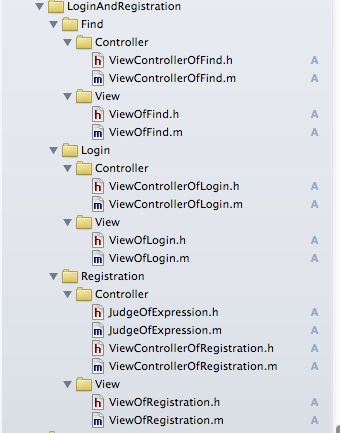 LoginAndRegistration
Find
Controller
h ViewControllerOfFind.h A
m ViewControllerOfFind.m A
View
h ViewOfFind.h A
m ViewOfFind.m A
Login
Controller
h ViewControllerOfLogin.h A
m ViewControllerOfLogin.m A
View
h ViewOfLogin.h A
m ViewOfLogin.m A
Registration
Controller
h JudgeOfExpression.h A
m JudgeOfExpression.m A
h ViewControllerOfRegistration.h A
m ViewControllerOfRegistration.m A
View
h ViewOfRegistration.h A
m ViewOfRegistration.m A